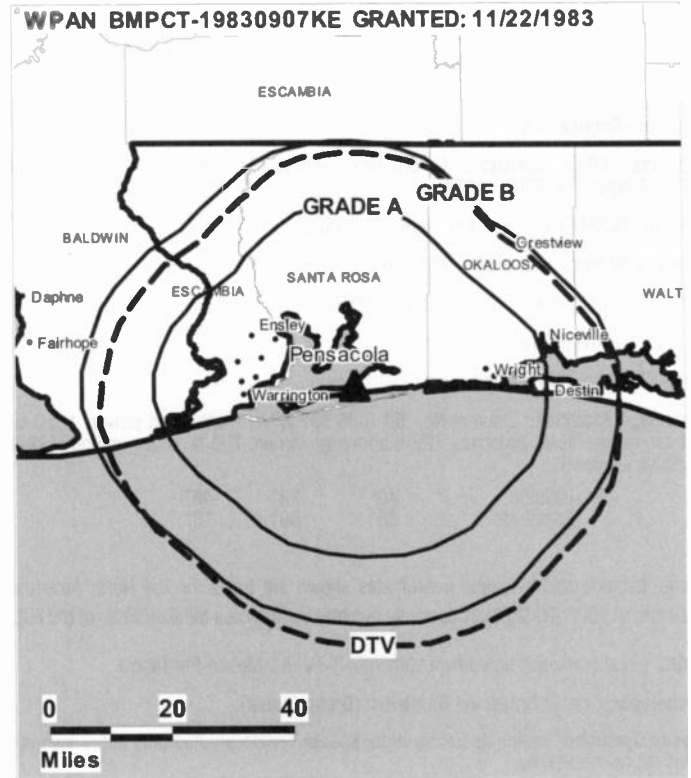 WPAN BMPCT-19830907KE GRANTED: 11/22/1983
ESCAMBIA
GRADE B
GRADE A
BALDWIN
Crestview
OKALOOSA
SANTA ROSA
ESCAMBIA
WALT
Daphne
Ensley
Niceville
Fairhope
Pensacola
Wright
Warrington
Destin
DTV
0 20 40
Miles